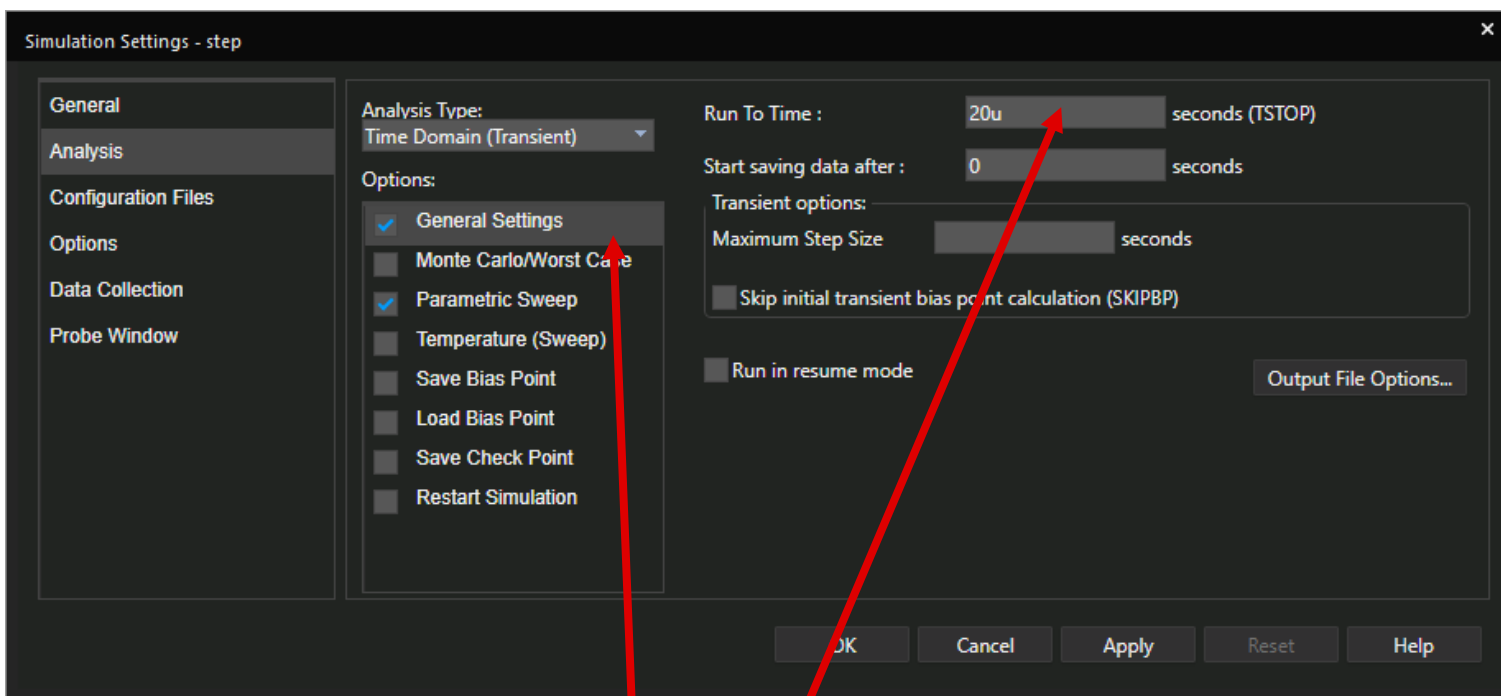 Simulation Settings - step
General
Analysis
Configuration Files
Options
Data Collection
Probe Window
Analysis Type:
Time Domain (Transient)
Options:
General Settings
Monte Carlo/Worst Case
Parametric Sweep
Temperature (Sweep)
Save Bias Point
Load Bias Point
Save Check Point
Restart Simulation
Run To Time : 20u seconds (TSTOP)
Start saving data after : 0 seconds
Transient options:
Maximum Step Size seconds
Skip initial transient bias point calculation (SKIPBP)
Run in resume mode
Output File Options...
OK Cancel Apply Reset Help